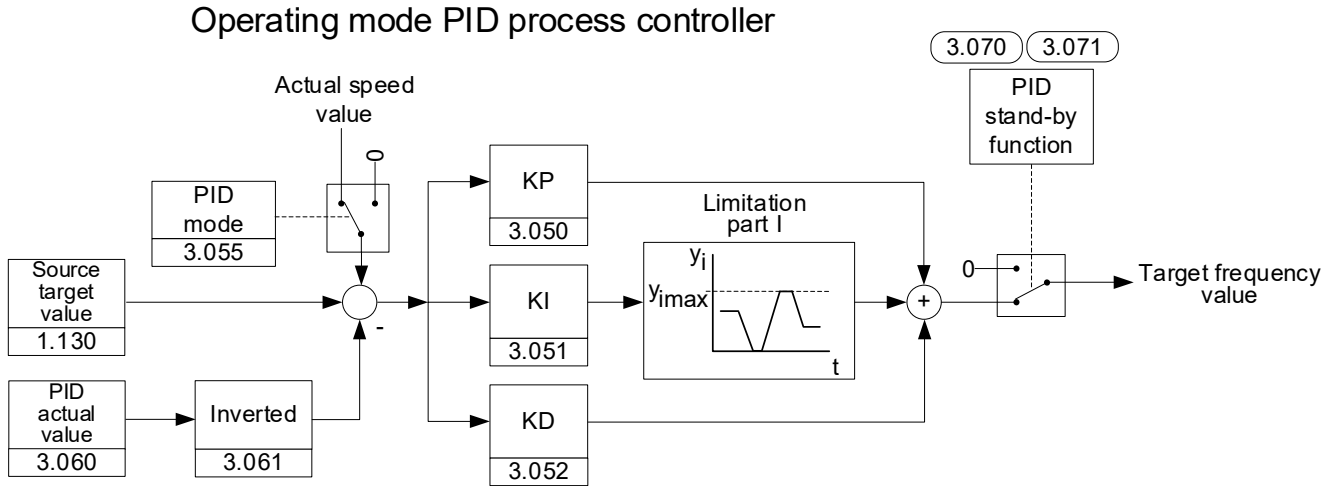 Operating mode PID process controller
3.070
3.071
PID
stand-by
function
Actual speed
value
0
PID
mode
3.055
Source
target
value
1.130
PID
actual
value
3.060
Inverted
3.061
-
KP
3.050
KI
3.051
KD
3.052
Limitation
part I
yi
yimax
t
+
0
Target frequency
value